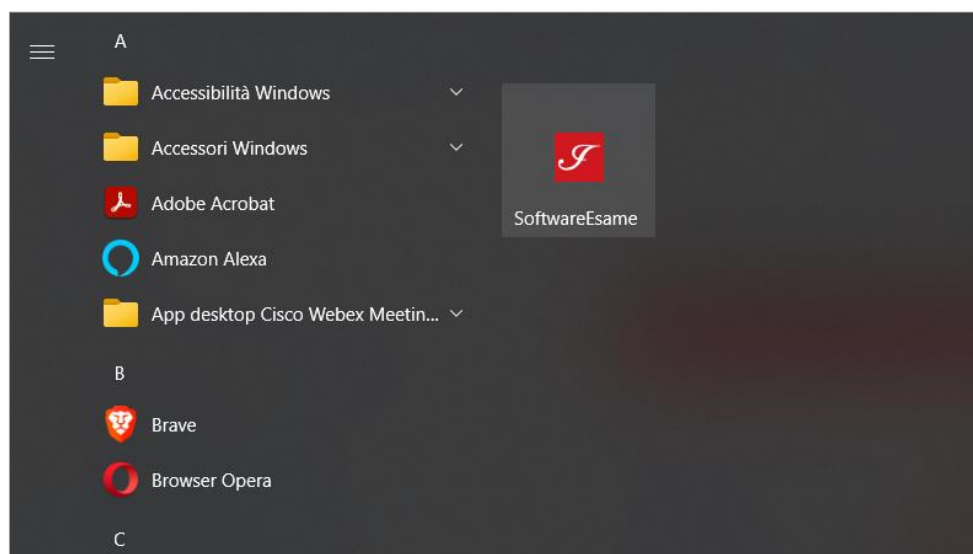 A
Accessibilità Windows
Accessori Windows
Adobe Acrobat
Amazon Alexa
App desktop Cisco Webex Meetin...
B
Brave
Browser Opera
C
SoftwareEsame